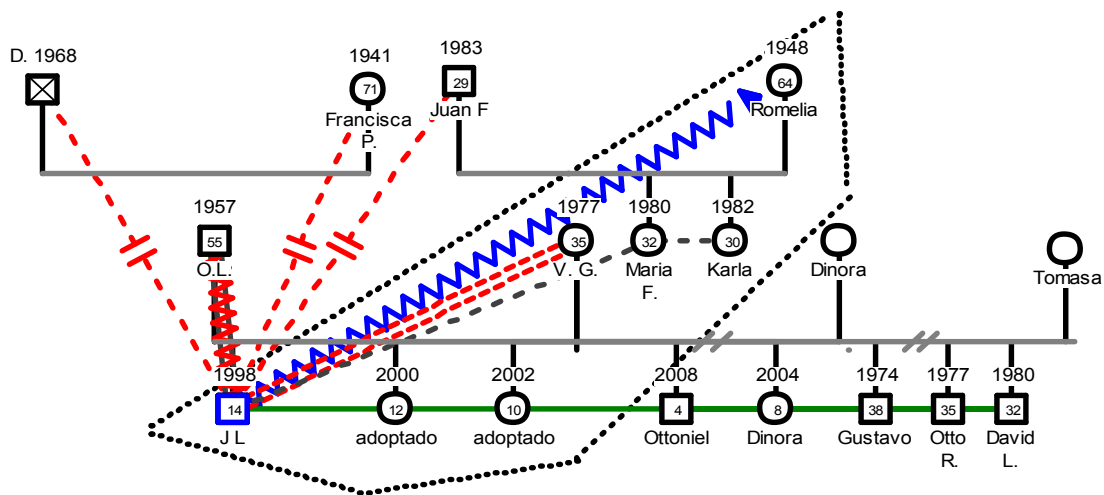 D. 1968
1941
1983
1948
71
29
64
Francisca
P.
Juan F
Romelia
1957
1977
1980
1982
55
35
32
30
O.L.
V. G.
Maria
F.
Karla
Dinora
Tomasa
1998
2000
2002
2008
2004
1974
1977
1980
14
12
10
4
8
38
35
32
J L
adoptado
adoptado
Ottoniel
Dinora
Gustavo
Otto
R.
David
L.